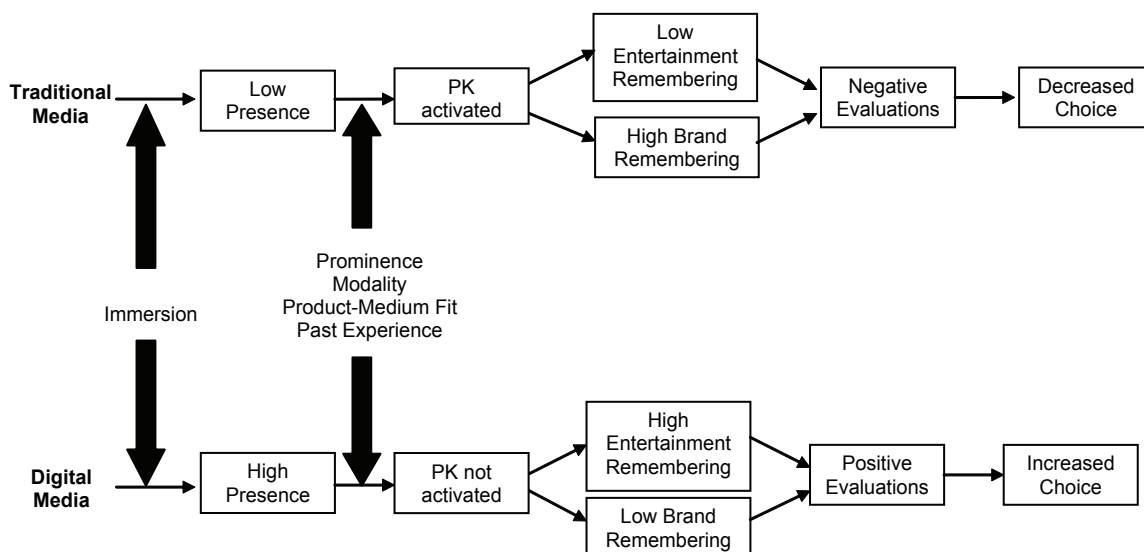 Traditional
Media
Low
Presence
PK
activated
Low
Entertainment
Remembering
High Brand
Remembering
Negative
Evaluations
Decreased
Choice
Immersion
Prominence
Modality
Product-Medium Fit
Past Experience
Digital
Media
High
Presence
PK not
activated
High
Entertainment
Remembering
Low Brand
Remembering
Positive
Evaluations
Increased
Choice